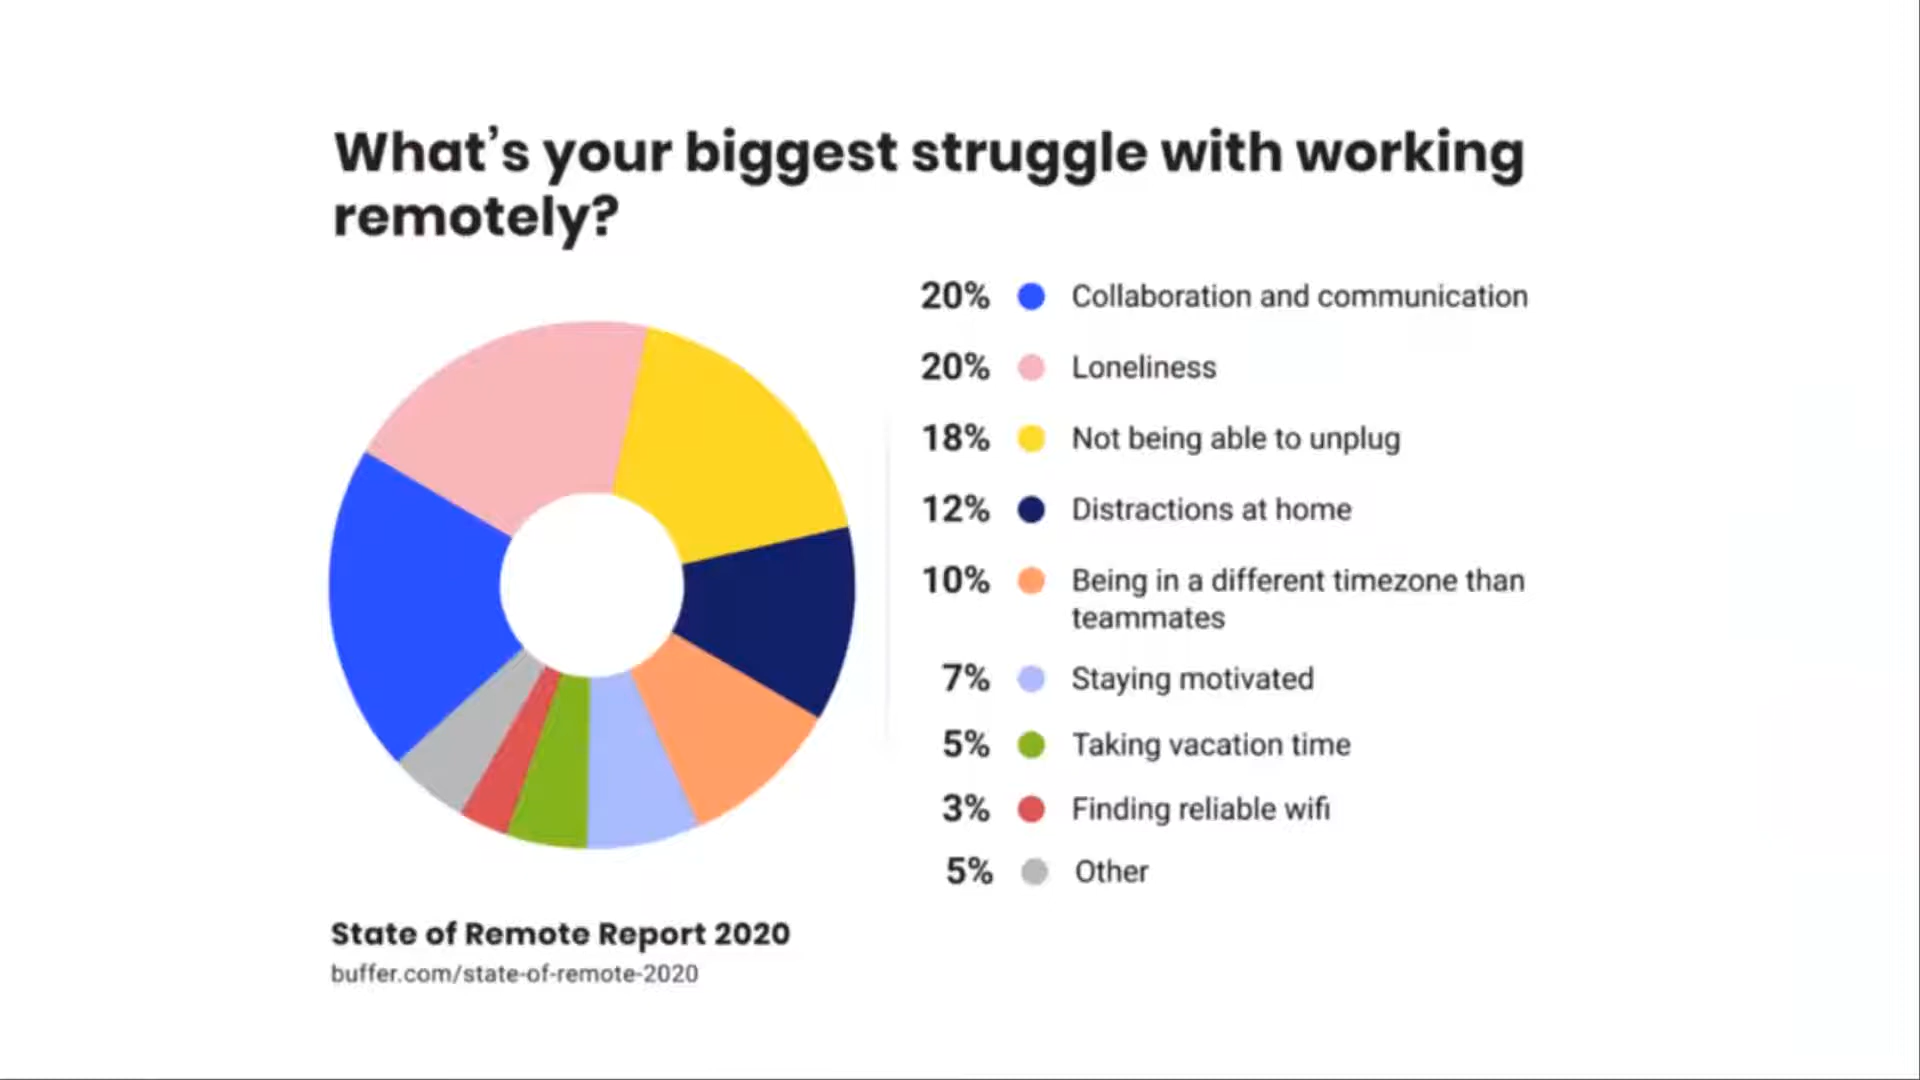 What's your biggest struggle with working
remotely?
20% Collaboration and communication
20% Loneliness
18% Not being able to unplug
12% Distractions at home
10% Being in a different timezone than
teammates
7% Staying motivated
5% Taking vacation time
3% Finding reliable wifi
5% Other
State of Remote Report 2020
buffer.com/state-of-remote-2020